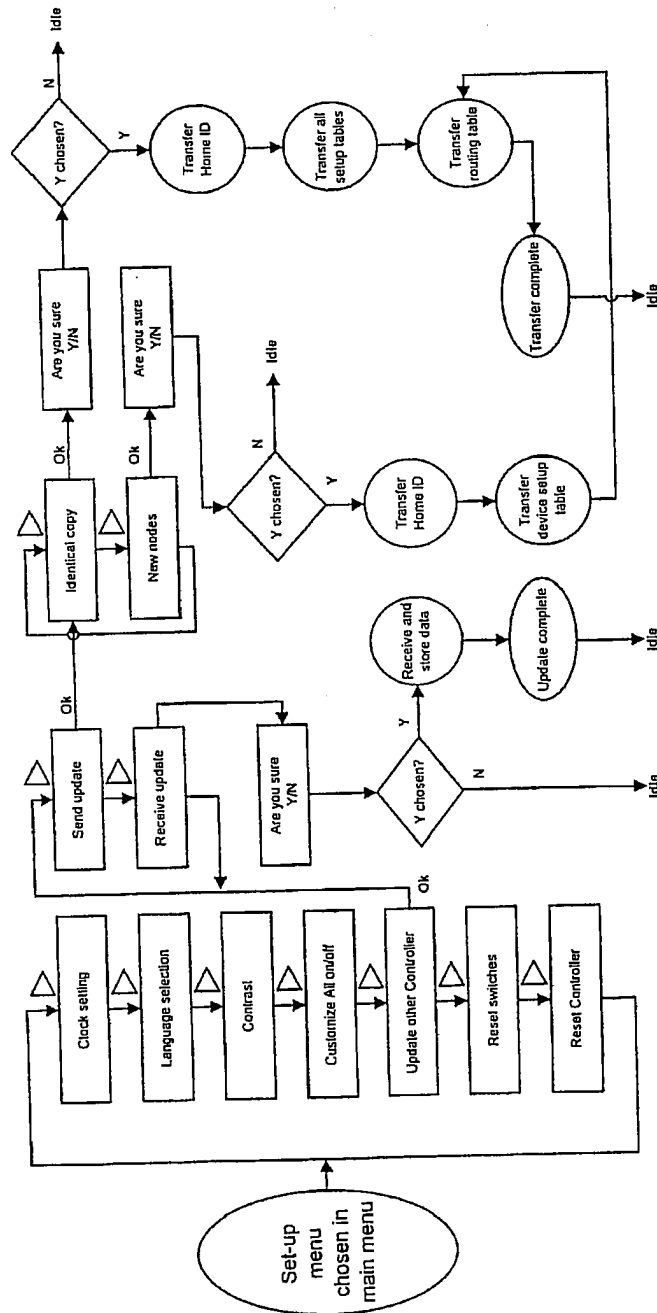 Set-up
menu
chosen in
main menu
Clock setting
Language selection
Contrast
Customize All on/off
Update other Controller
Reset switches
Reset Controller
Ok
Send update
Receive update
Ok
Are you sure
Y/N
Y chosen?
Y
N
Idle
Receive and
store data
Update complete
Idle
Identical copy
New nodes
Ok
Ok
Are you sure
Y/N
Are you sure
Y/N
Y chosen?
N
Idle
Y
Transfer
Home ID
Transfer
device setup
table
Y chosen?
N
Idle
Y
Transfer
Home ID
Transfer all
setup tables
Transfer
routing table
Transfer complete
Idle